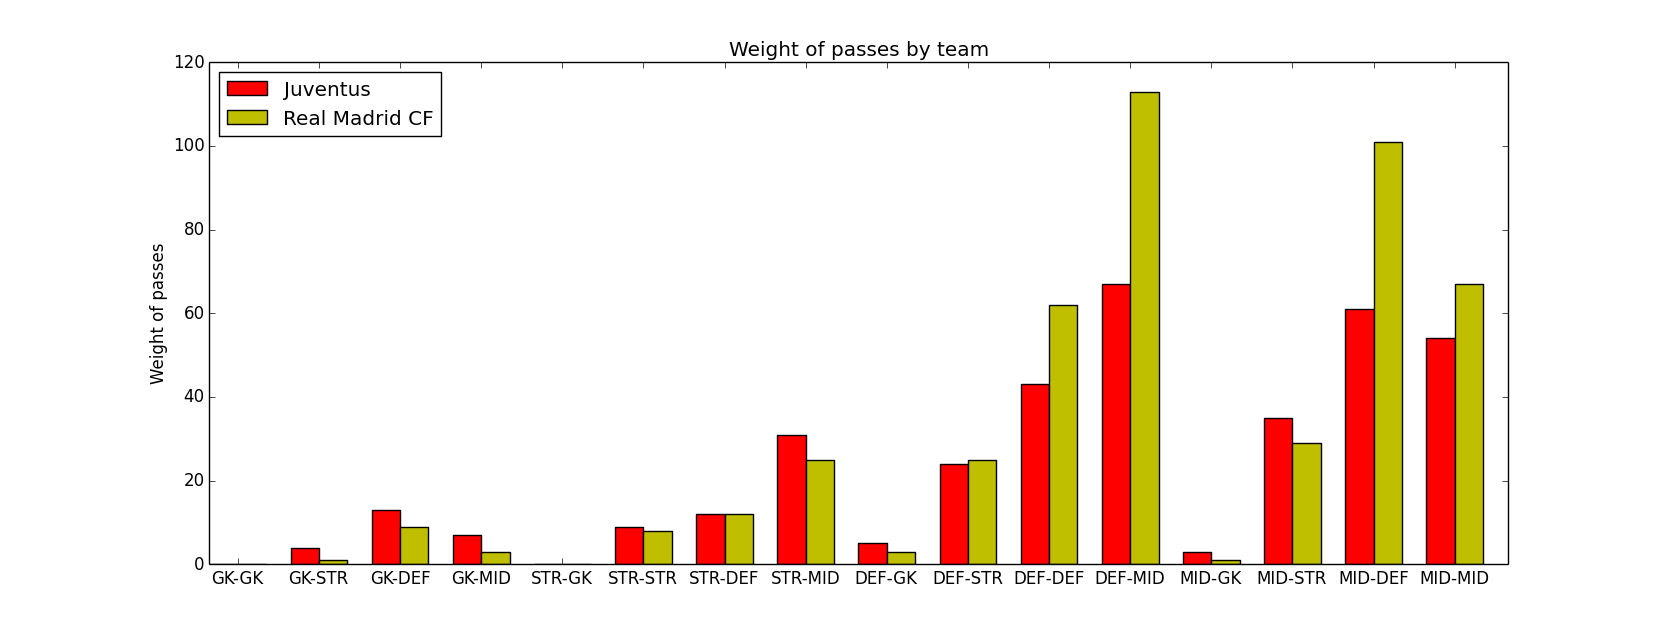 Weight of passes by team
Juventus
Real Madrid CF
Weight of passes
120
100
80
60
40
20
0
GK-GK GK-STR GK-DEF GK-MID STR-GK STR-STR STR-DEF STR-MID DEF-GK DEF-STR DEF-DEF DEF-MID MID-GK MID-STR MID-DEF MID-MID